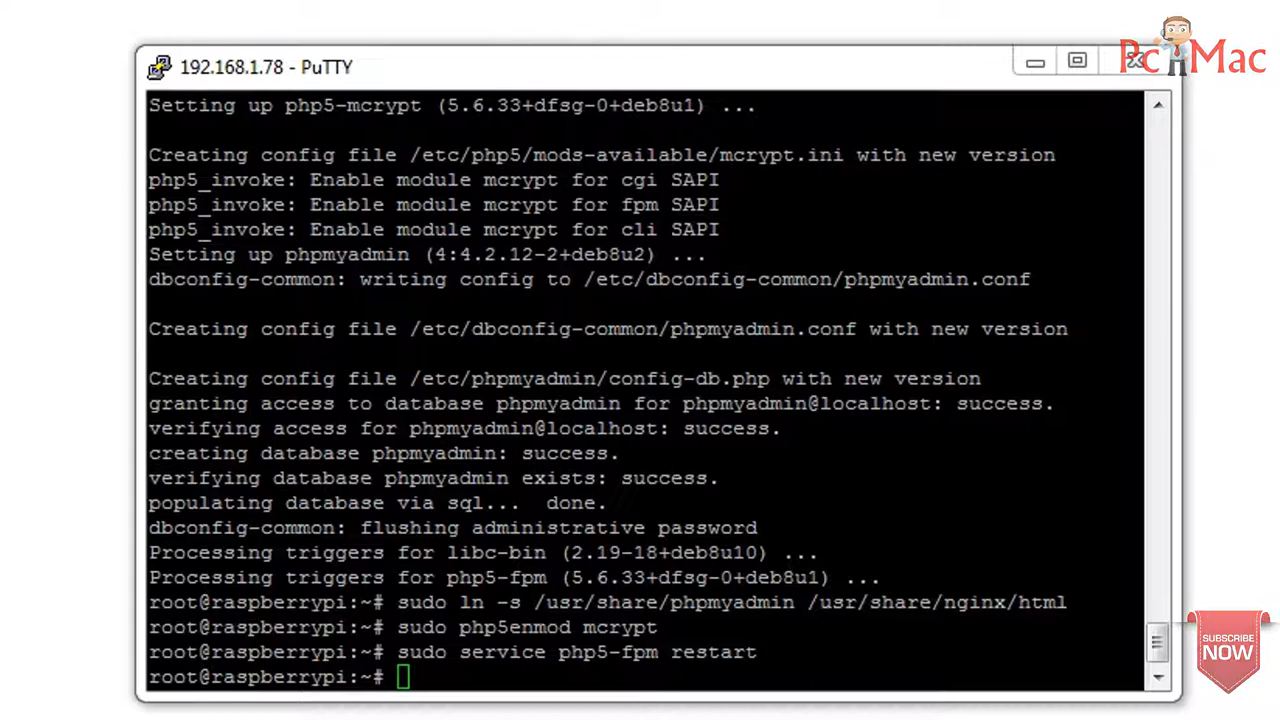 192.168.1.78 - PuTTY
Pc Mac
Setting up php5-mcrypt (5.6.33+dfsg-0+deb8u1) ...
Creating config file /etc/php5/mods-available/mcrypt.ini with new version
php5_invoke: Enable module mcrypt for cgi SAPI
php5_invoke: Enable module mcrypt for fpm SAPI
php5_invoke: Enable module mcrypt for cli SAPI
Setting up phpmyadmin (4:4.2.12-2+deb8u2) ...
dbconfig-common: writing config to /etc/dbconfig-common/phpmyadmin.conf
Creating config file /etc/dbconfig-common/phpmyadmin.conf with new version
Creating config file /etc/phpmyadmin/config-db.php with new version
granting access to database phpmyadmin for phpmyadmin@localhost: success.
verifying access for phpmyadmin@localhost: success.
creating database phpmyadmin: success.
verifying database phpmyadmin exists: success.
populating database via sql...  done.
dbconfig-common: flushing administrative password
Processing triggers for libc-bin (2.19-18+deb8u10) ...
Processing triggers for php5-fpm (5.6.33+dfsg-0+deb8u1) ...
root@raspberrypi:~# sudo ln -s /usr/share/phpmyadmin /usr/share/nginx/html
root@raspberrypi:~# sudo php5enmod mcrypt
root@raspberrypi:~# sudo service php5-fpm restart
root@raspberrypi:~#
SUBSCRIBE
NOW